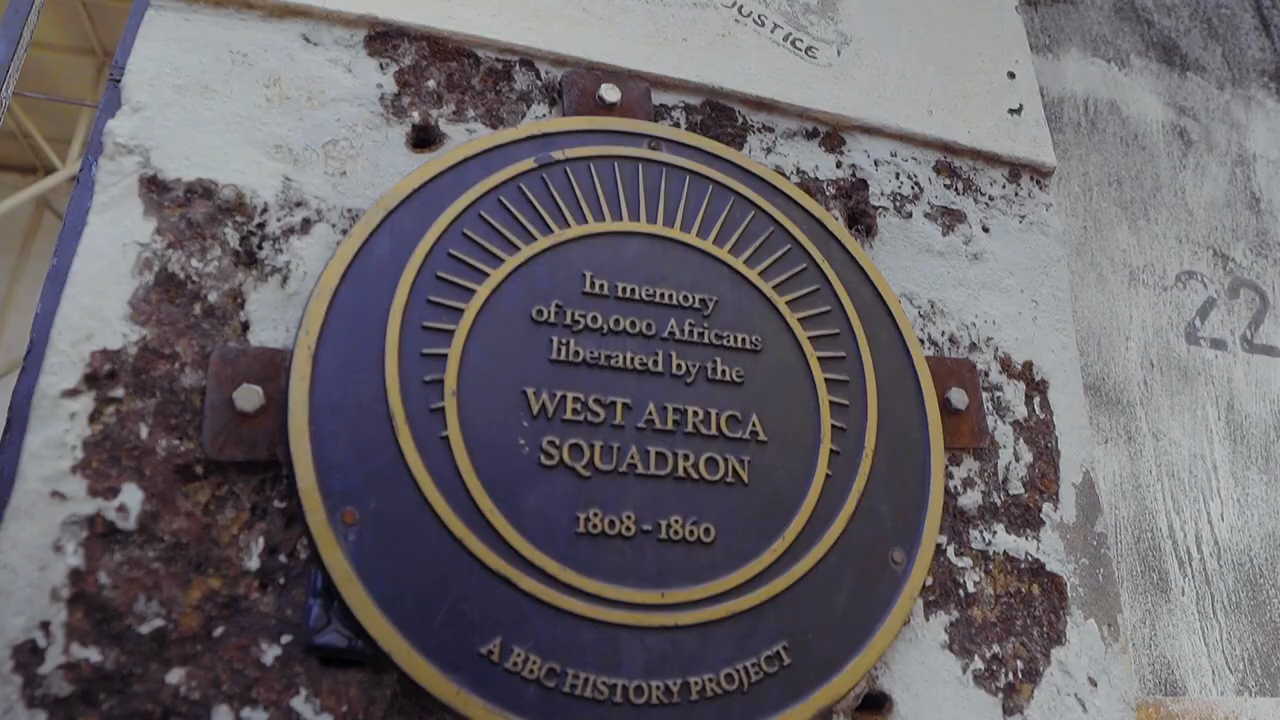 JUSTICE
22
In memory
of 150,000 Africans
liberated by the
WEST AFRICA
SQUADRON
1808 - 1860
A BBC HISTORY PROJECT